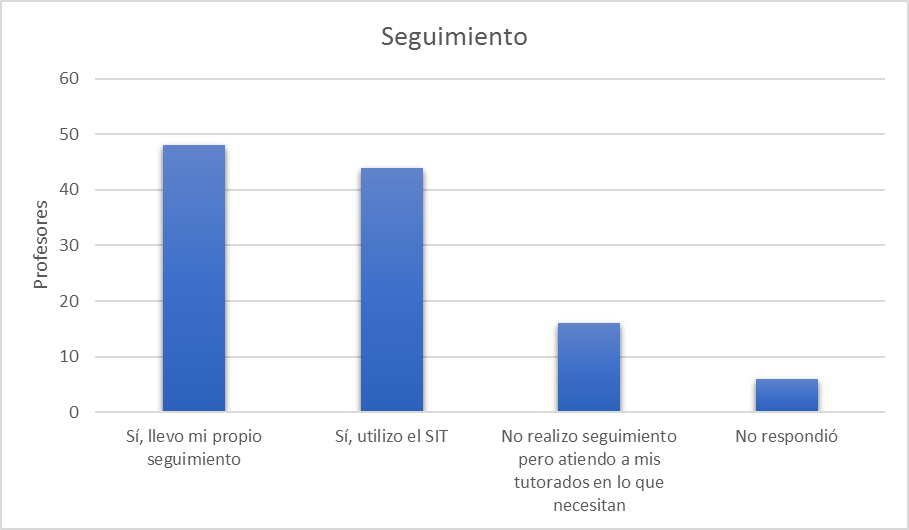 Seguimiento
60
50
40
30
20
10
0
Profesores
Sí, llevo mi propio
seguimiento
Sí, utilizo el SIT
No realizo seguimiento
pero atiendo a mis
tutorados en lo que
necesitan
No respondió